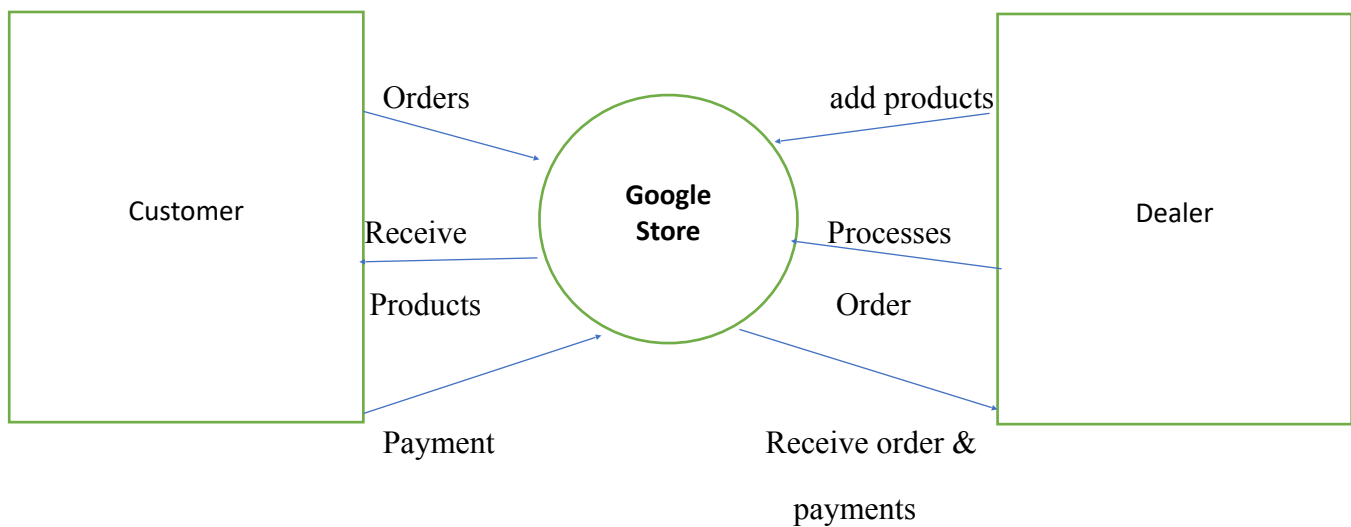 Orders
add products
Customer
Google
Store
Dealer
Receive
Processes
Products
Order
Payment
Receive order &
payments